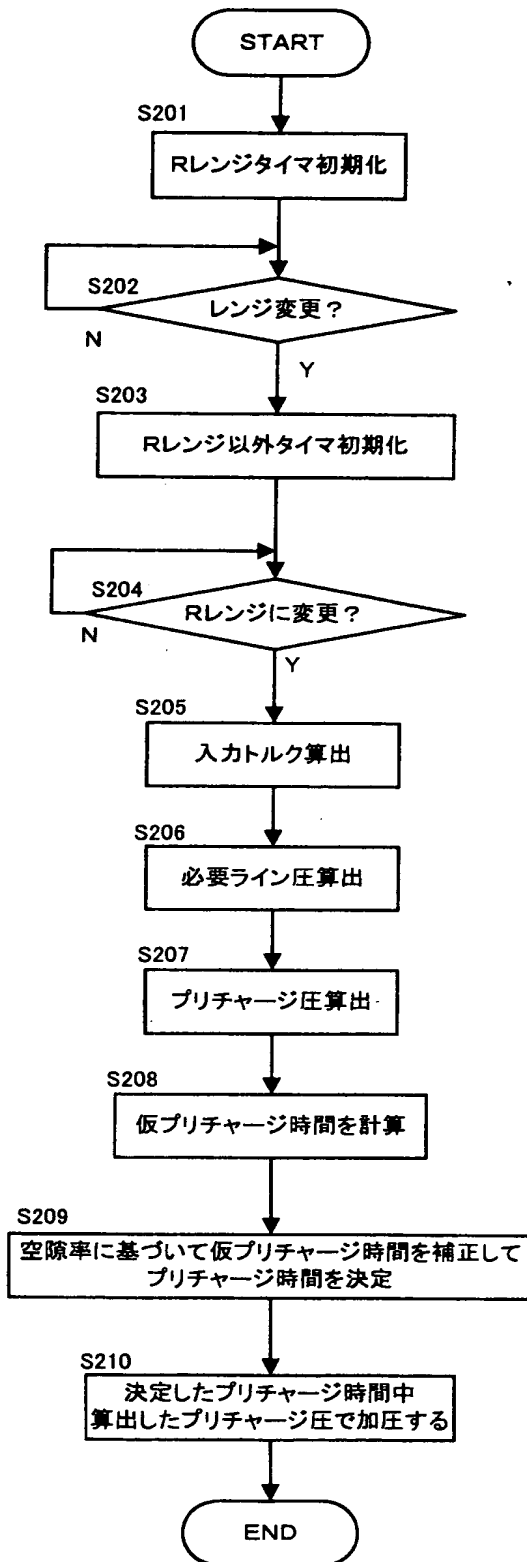 START
S201
Rレンジタイマ初期化
S202
レンジ変更?
N
Y
S203
Rレンジ以外タイマ初期化
S204
Rレンジに変更?
N
Y
S205
入力トルク算出
S206
必要ライン圧算出
S207
プリチャージ圧算出
S208
仮プリチャージ時間を計算
S209
空隙率に基づいて仮プリチャージ時間を補正して
プリチャージ時間を決定
S210
決定したプリチャージ時間中
算出したプリチャージ圧で加圧する
END